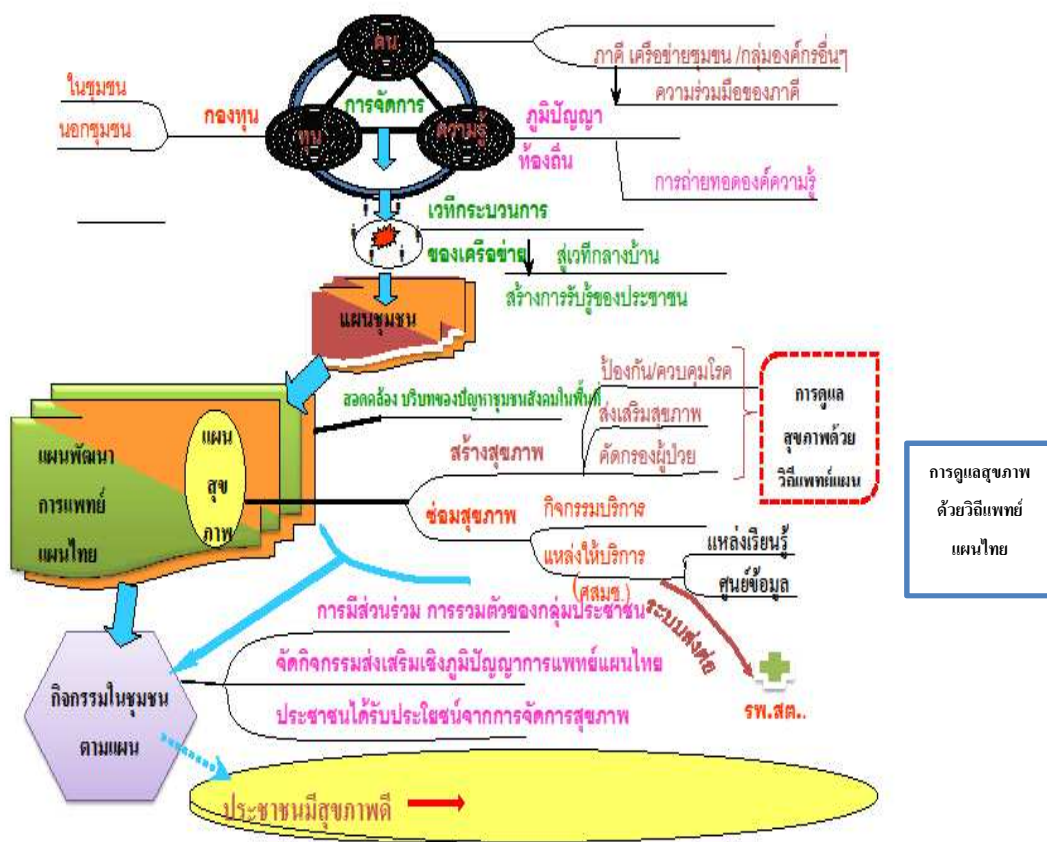 คน
ภาคี เครือข่ายชุมชน /กลุ่มองค์กรอื่นๆ
ความร่วมมือของภาคี
ในชุมชน
นอกชุมชน
กองทุน
การจัดการ
ทุน
ความรู้
ภูมิปัญญา
ท้องถิ่น
การถ่ายทอดองค์ความรู้
เวทีกระบวนการ
ของเครือข่าย
สู่เวทีกลางบ้าน
สร้างการรับรู้ของประชาชน
แผนชุมชน
สอดคล้อง บริบทของปัญหาชุมชนสังคมในพื้นที่
ป้องกัน/ควบคุมโรค
ส่งเสริมสุขภาพ
คัดกรองผู้ป่วย
สร้างสุขภาพ
การดูแล
สุขภาพด้วย
วิถีแพทย์แผน
แผนพัฒนา
การแพทย์
แผนไทย
แผน
สุข
ภาพ
ซ่อมสุขภาพ
กิจกรรมบริการ
แหล่งให้บริการ
(ศสมช.)
แหล่งเรียนรู้
ศูนย์ข้อมูล
ระบบส่งต่อ
รพ.สต..
การดูแลสุขภาพ
ด้วยวิถีแพทย์
แผนไทย
การมีส่วนร่วม การรวมตัวของกลุ่มประชาชน
จัดกิจกรรมส่งเสริมเชิงภูมิปัญญาการแพทย์แผนไทย
ประชาชนได้รับประโยชน์จากการจัดการสุขภาพ
กิจกรรมในชุมชน
ตามแผน
ประชาชนมีสุขภาพดี